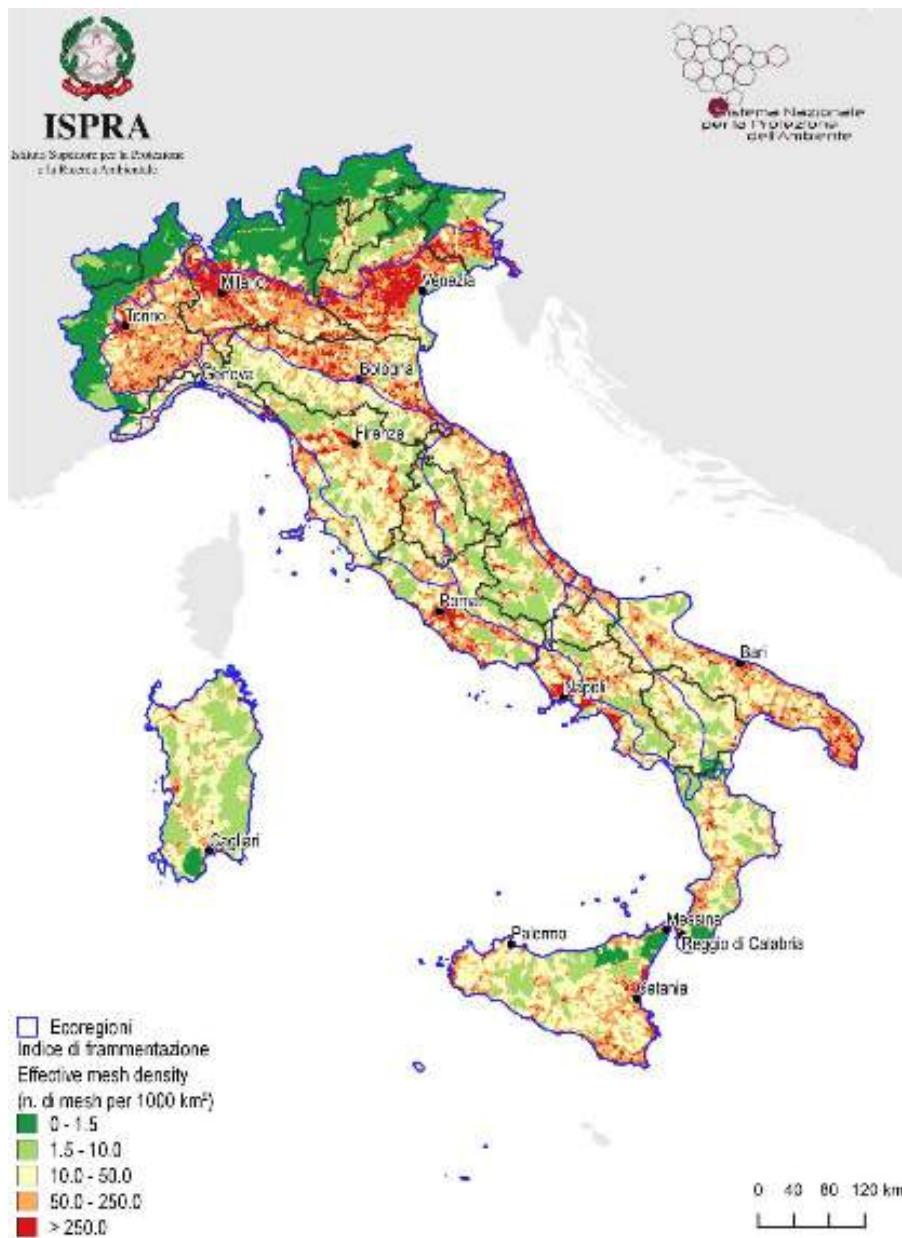 ISPRA
Istituto Superiore per la Protezione
e la Ricerca Ambientale
Sistema Nazionale
per la Protezione
dell'Ambiente
Milano
Venezia
Torino
Bologna
Genova
Firenze
Roma
Bari
Napoli
Cagliari
Messina
Palermo
Reggio di Calabria
Catania
Ecoregioni
Indice di frammentazione
Effective mesh density
(n. di mesh per 1000 km²)
0 - 1.5
1.5 - 10.0
10.0 - 50.0
50.0 - 250.0
> 250.0
0 40 80 120 km